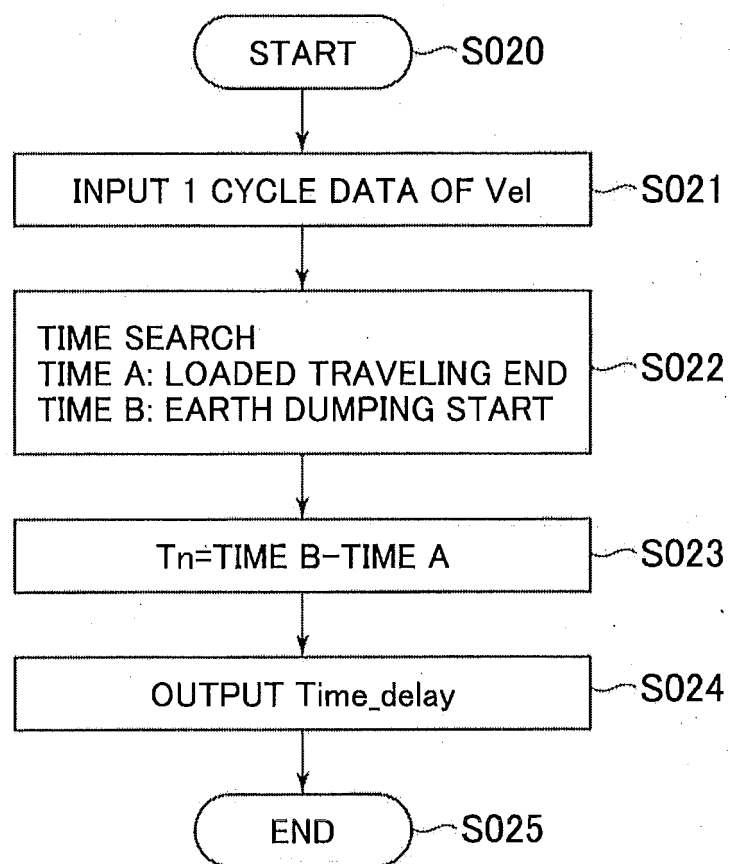 START
S020
INPUT 1 CYCLE DATA OF Vel
S021
TIME SEARCH
TIME A: LOADED TRAVELING END
TIME B: EARTH DUMPING START
S022
Tn=TIME B-TIME A
S023
OUTPUT Time_delay
S024
END
S025